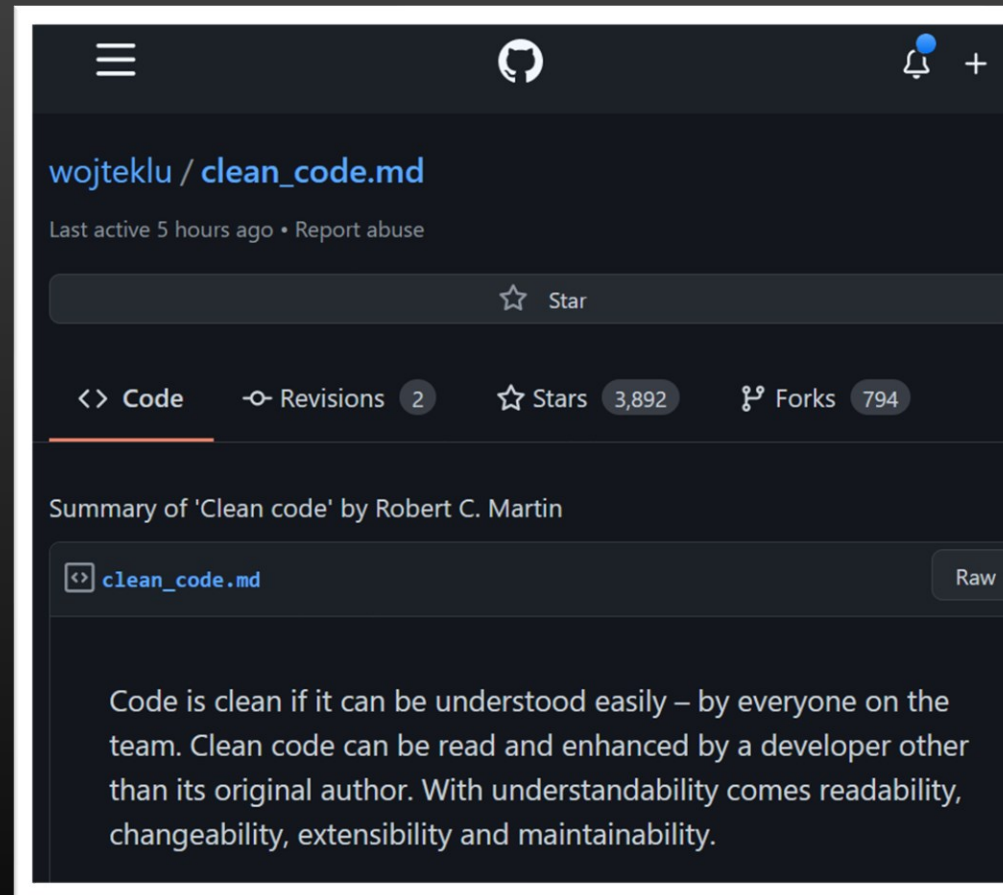 wojteklu / clean_code.md
Last active 5 hours ago • Report abuse
Star
<> Code Revisions 2 Stars 3,892 Forks 794
Summary of 'Clean code' by Robert C. Martin
clean_code.md Raw
Code is clean if it can be understood easily – by everyone on the
team. Clean code can be read and enhanced by a developer other
than its original author. With understandability comes readability,
changeability, extensibility and maintainability.